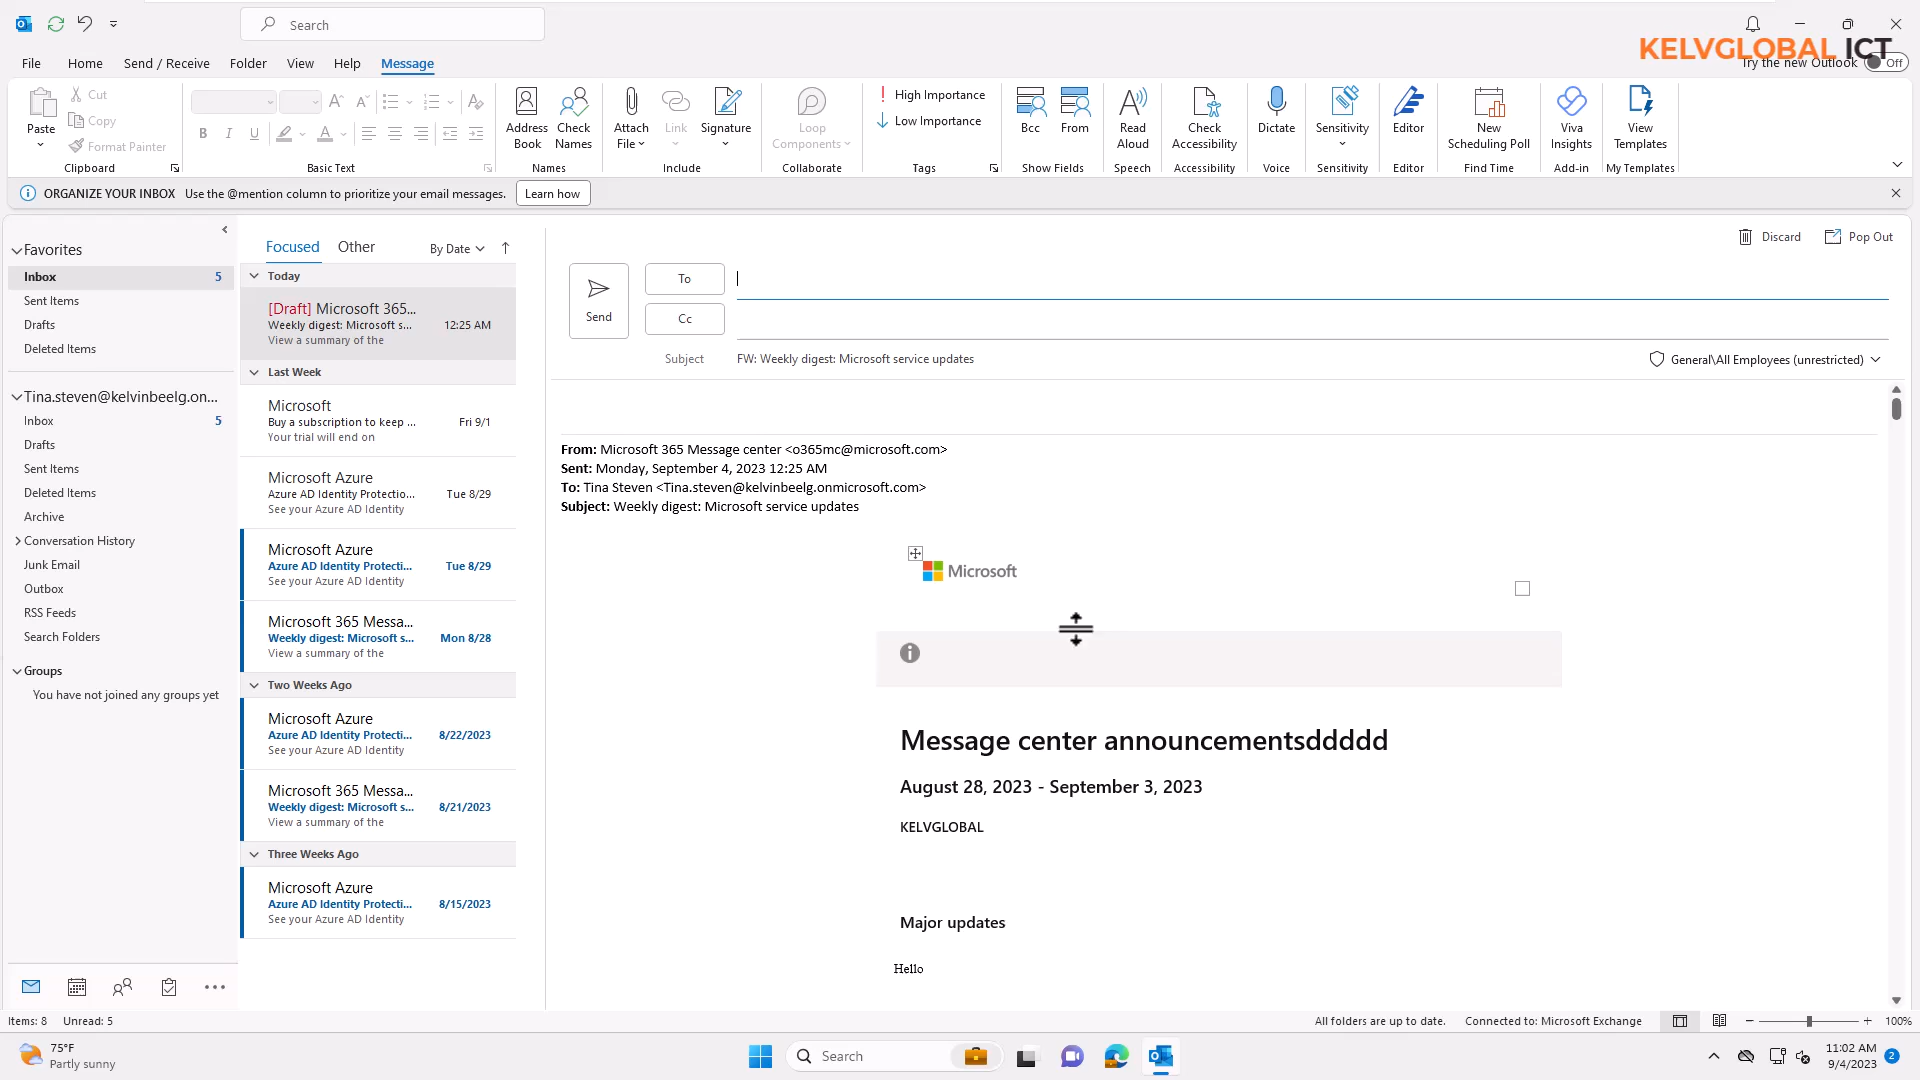 Search
KELVGLOBAL ICT
File Home Send / Receive Folder View Help Message
Try the new Outlook Off
Paste
Cut
Copy
Format Painter
Clipboard
B I U
Basic Text
Address Book
Check Names
Names
Attach File
Link
Signature
Include
Loop Components
Collaborate
High Importance
Low Importance
Tags
Bcc
From
Show Fields
Read Aloud
Speech
Check Accessibility
Accessibility
Dictate
Voice
Sensitivity
Sensitivity
Editor
Editor
New Scheduling Poll
Find Time
Viva Insights
Add-in
View Templates
My Templates
ORGANIZE YOUR INBOX Use the @mention column to prioritize your email messages. Learn how
Favorites
Inbox 5
Sent Items
Drafts
Deleted Items
Tina.steven@kelvinbeelg.on...
Inbox 5
Drafts
Sent Items
Deleted Items
Archive
Conversation History
Junk Email
Outbox
RSS Feeds
Search Folders
Groups
You have not joined any groups yet
Focused Other By Date
Today
[Draft] Microsoft 365...
Weekly digest: Microsoft s... 12:25 AM
View a summary of the
Last Week
Microsoft
Buy a subscription to keep ... Fri 9/1
Your trial will end on
Microsoft Azure
Azure AD Identity Protectio... Tue 8/29
See your Azure AD Identity
Microsoft Azure
Azure AD Identity Protecti... Tue 8/29
See your Azure AD Identity
Microsoft 365 Messa...
Weekly digest: Microsoft s... Mon 8/28
View a summary of the
Two Weeks Ago
Microsoft Azure
Azure AD Identity Protecti... 8/22/2023
See your Azure AD Identity
Microsoft 365 Messa...
Weekly digest: Microsoft s... 8/21/2023
View a summary of the
Three Weeks Ago
Microsoft Azure
Azure AD Identity Protecti... 8/15/2023
See your Azure AD Identity
Discard Pop Out
Send
To
Cc
Subject FW: Weekly digest: Microsoft service updates General\All Employees (unrestricted)
From: Microsoft 365 Message center <o365mc@microsoft.com>
Sent: Monday, September 4, 2023 12:25 AM
To: Tina Steven <Tina.steven@kelvinbeelg.onmicrosoft.com>
Subject: Weekly digest: Microsoft service updates
Microsoft
Message center announcementsddddd
August 28, 2023 - September 3, 2023
KELVGLOBAL
Major updates
Hello
Items: 8 Unread: 5 All folders are up to date. Connected to: Microsoft Exchange 100%
75°F
Partly sunny
Search
11:02 AM
9/4/2023
2